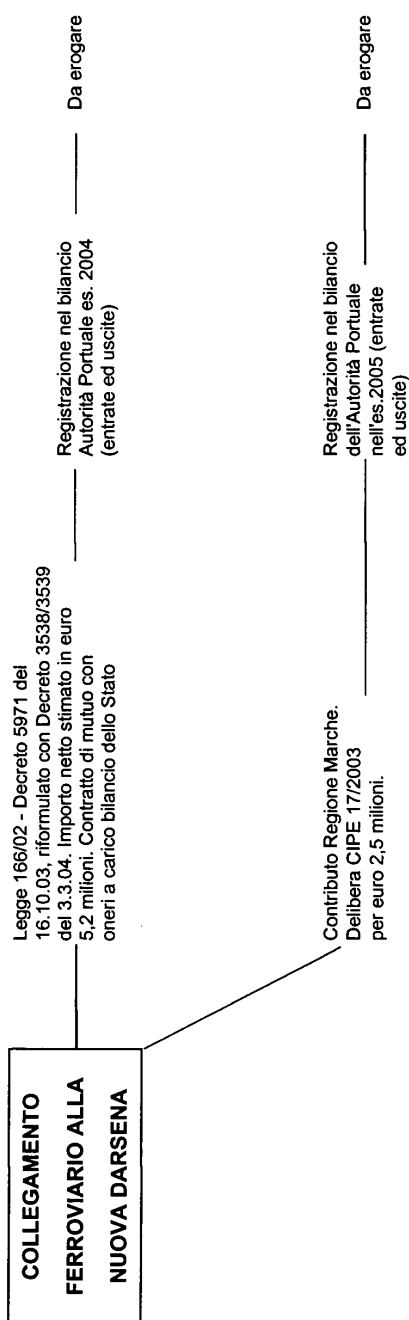 COLLEGAMENTO
FERROVIARIO ALLA
NUOVA DARSENA
Legge 166/02 - Decreto 5971 del
16.10.03, riformulato con Decreto 3538/3539
del 3.3.04. Importo netto stimato in euro
5,2 milioni. Contratto di mutuo con
oneri a carico bilancio dello Stato
Registrazione nel bilancio
Autorità Portuale es. 2004
(entrate ed uscite)
Da erogare
Contributo Regione Marche.
Delibera CIPE 17/2003
per euro 2,5 milioni.
Registrazione nel bilancio
dell'Autorità Portuale
nell'es.2005 (entrate
ed uscite)
Da erogare